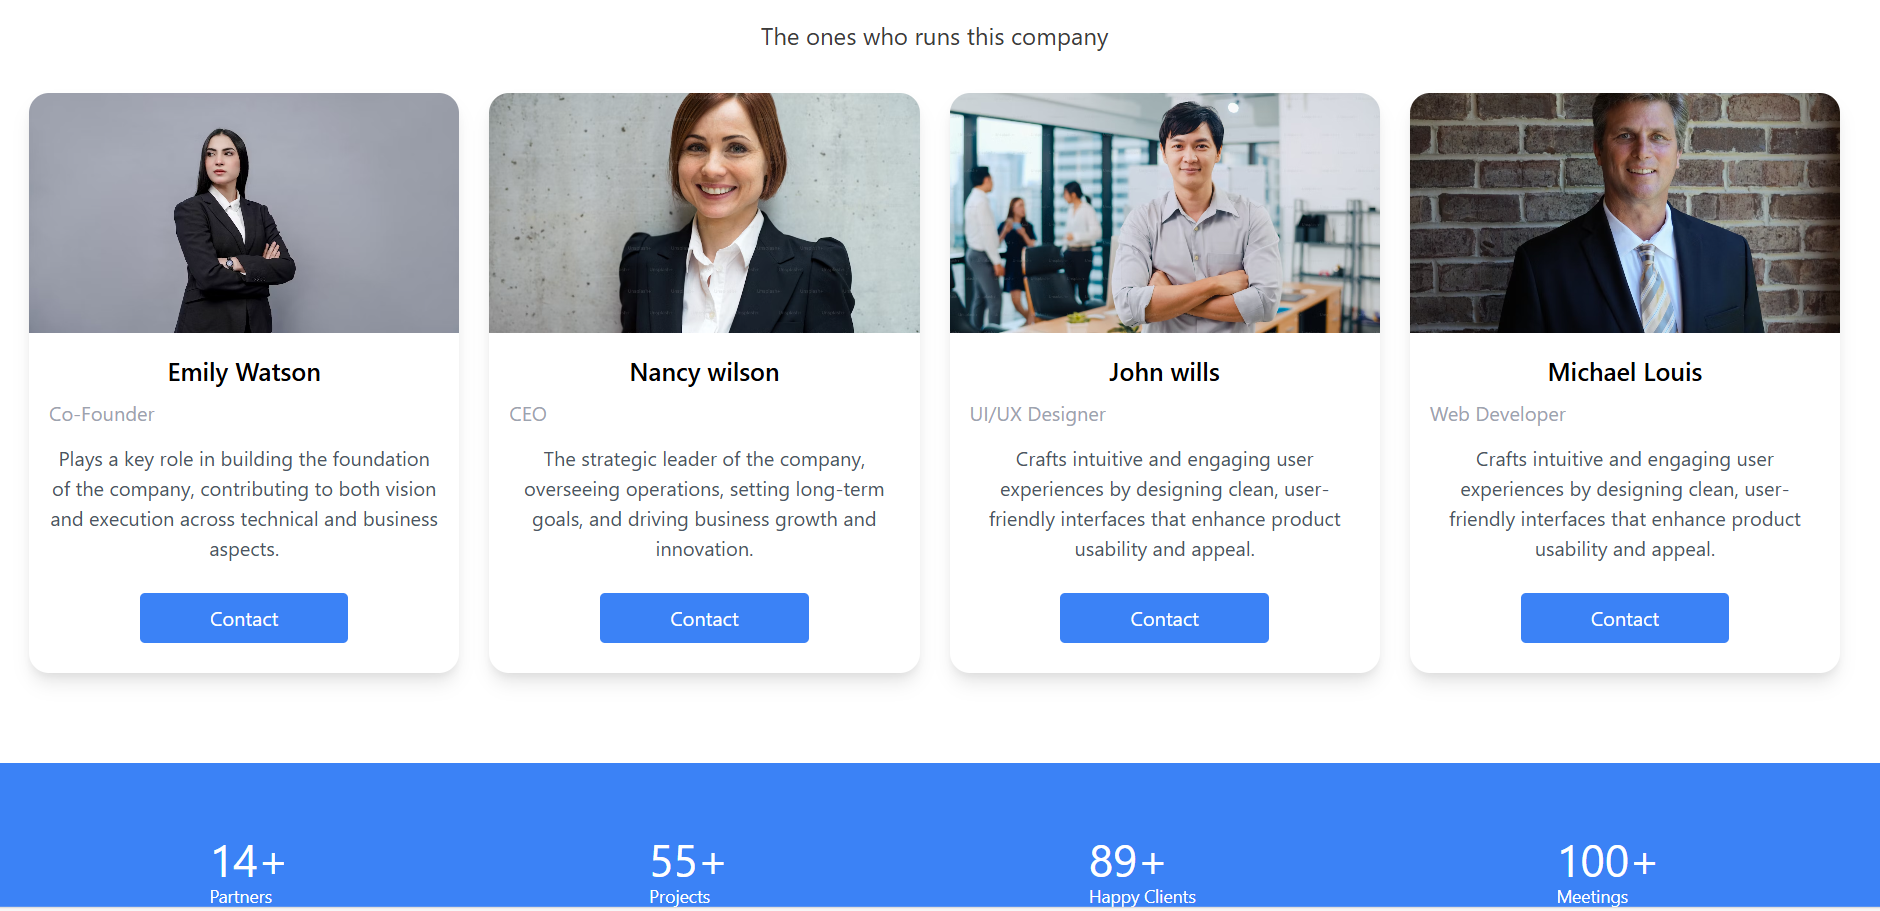 The ones who runs this company
Emily Watson
Co-Founder
Plays a key role in building the foundation
of the company, contributing to both vision
and execution across technical and business
aspects.
Contact
Nancy wilson
CEO
The strategic leader of the company,
overseeing operations, setting long-term
goals, and driving business growth and
innovation.
Contact
John wills
UI/UX Designer
Crafts intuitive and engaging user
experiences by designing clean, user-
friendly interfaces that enhance product
usability and appeal.
Contact
Michael Louis
Web Developer
Crafts intuitive and engaging user
experiences by designing clean, user-
friendly interfaces that enhance product
usability and appeal.
Contact
14+
Partners
55+
Projects
89+
Happy Clients
100+
Meetings